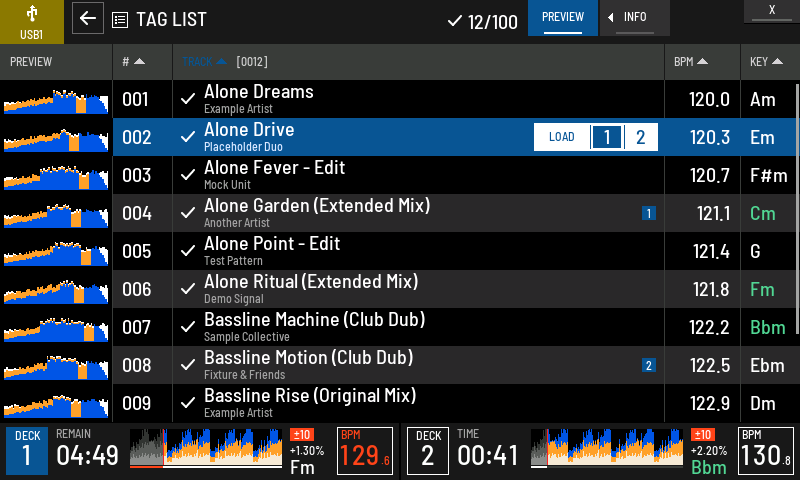 USB1
TAG LIST
12/100
PREVIEW
INFO
X
PREVIEW # TRACK [0012] BPM KEY
001 Alone Dreams 120.0 Am
Example Artist
002 Alone Drive LOAD 1 2 120.3 Em
Placeholder Duo
003 Alone Fever - Edit 120.7 F#m
Mock Unit
004 Alone Garden (Extended Mix) 1 121.1 Cm
Another Artist
005 Alone Point - Edit 121.4 G
Test Pattern
006 Alone Ritual (Extended Mix) 121.8 Fm
Demo Signal
007 Bassline Machine (Club Dub) 122.2 Bbm
Sample Collective
008 Bassline Motion (Club Dub) 2 122.5 Ebm
Fixture & Friends
009 Bassline Rise (Original Mix) 122.9 Dm
Example Artist
DECK 1
REMAIN
04:49
±10
+1.30%
Fm
BPM
129.6
DECK 2
TIME
00:41
±10
+2.20%
Bbm
BPM
130.8